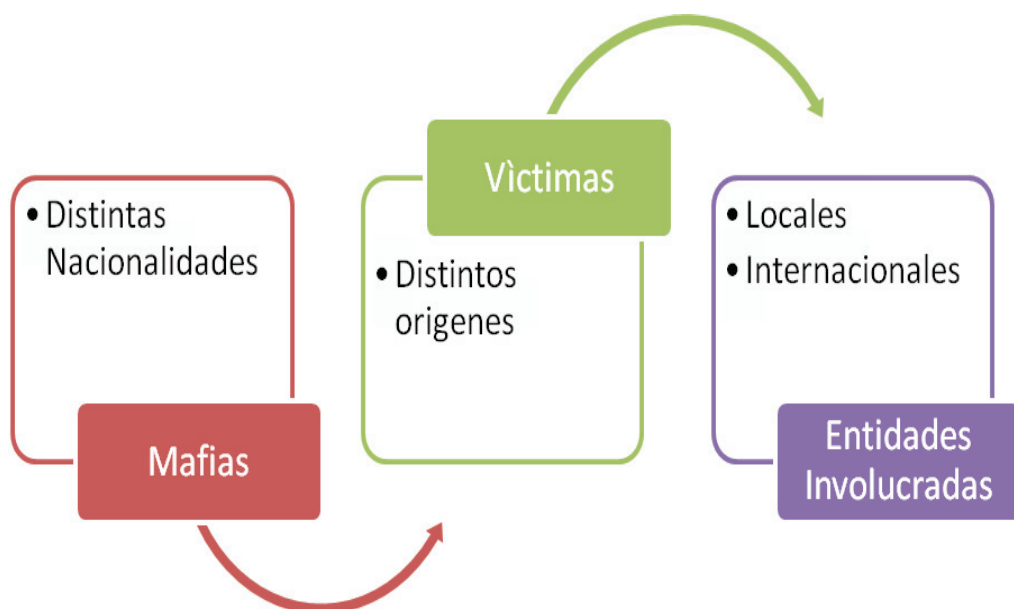 • Distintas
Nacionalidades
Mafias
Vìctimas
• Distintos
origenes
• Locales
• Internacionales
Entidades
Involucradas